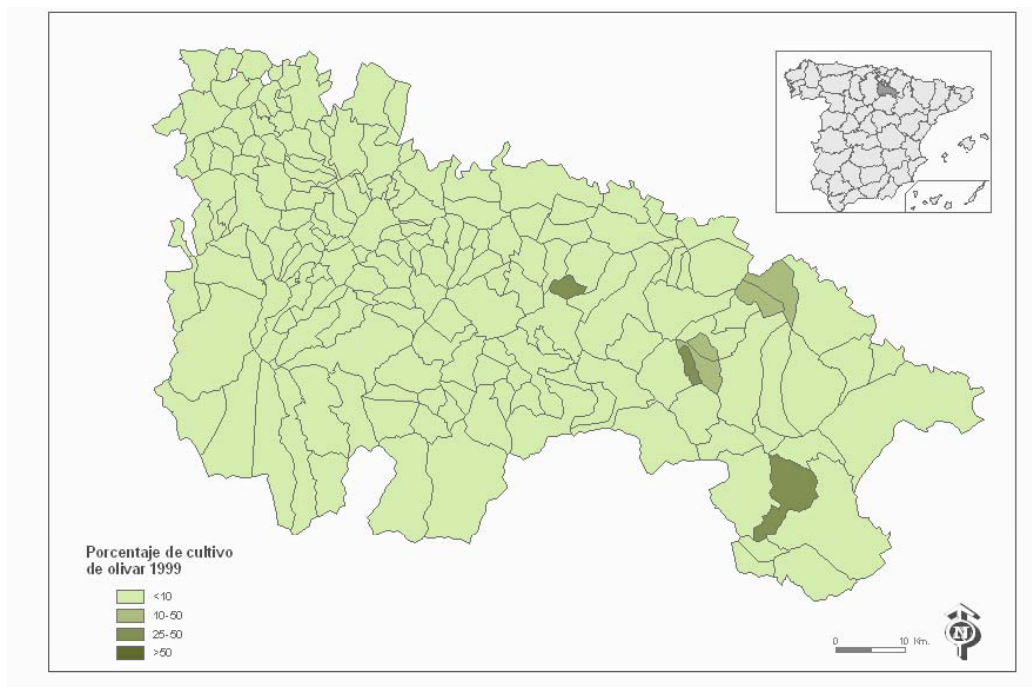 Porcentaje de cultivo
de olivar 1999
<10
10-50
25-50
>50
0 10 Km.
N